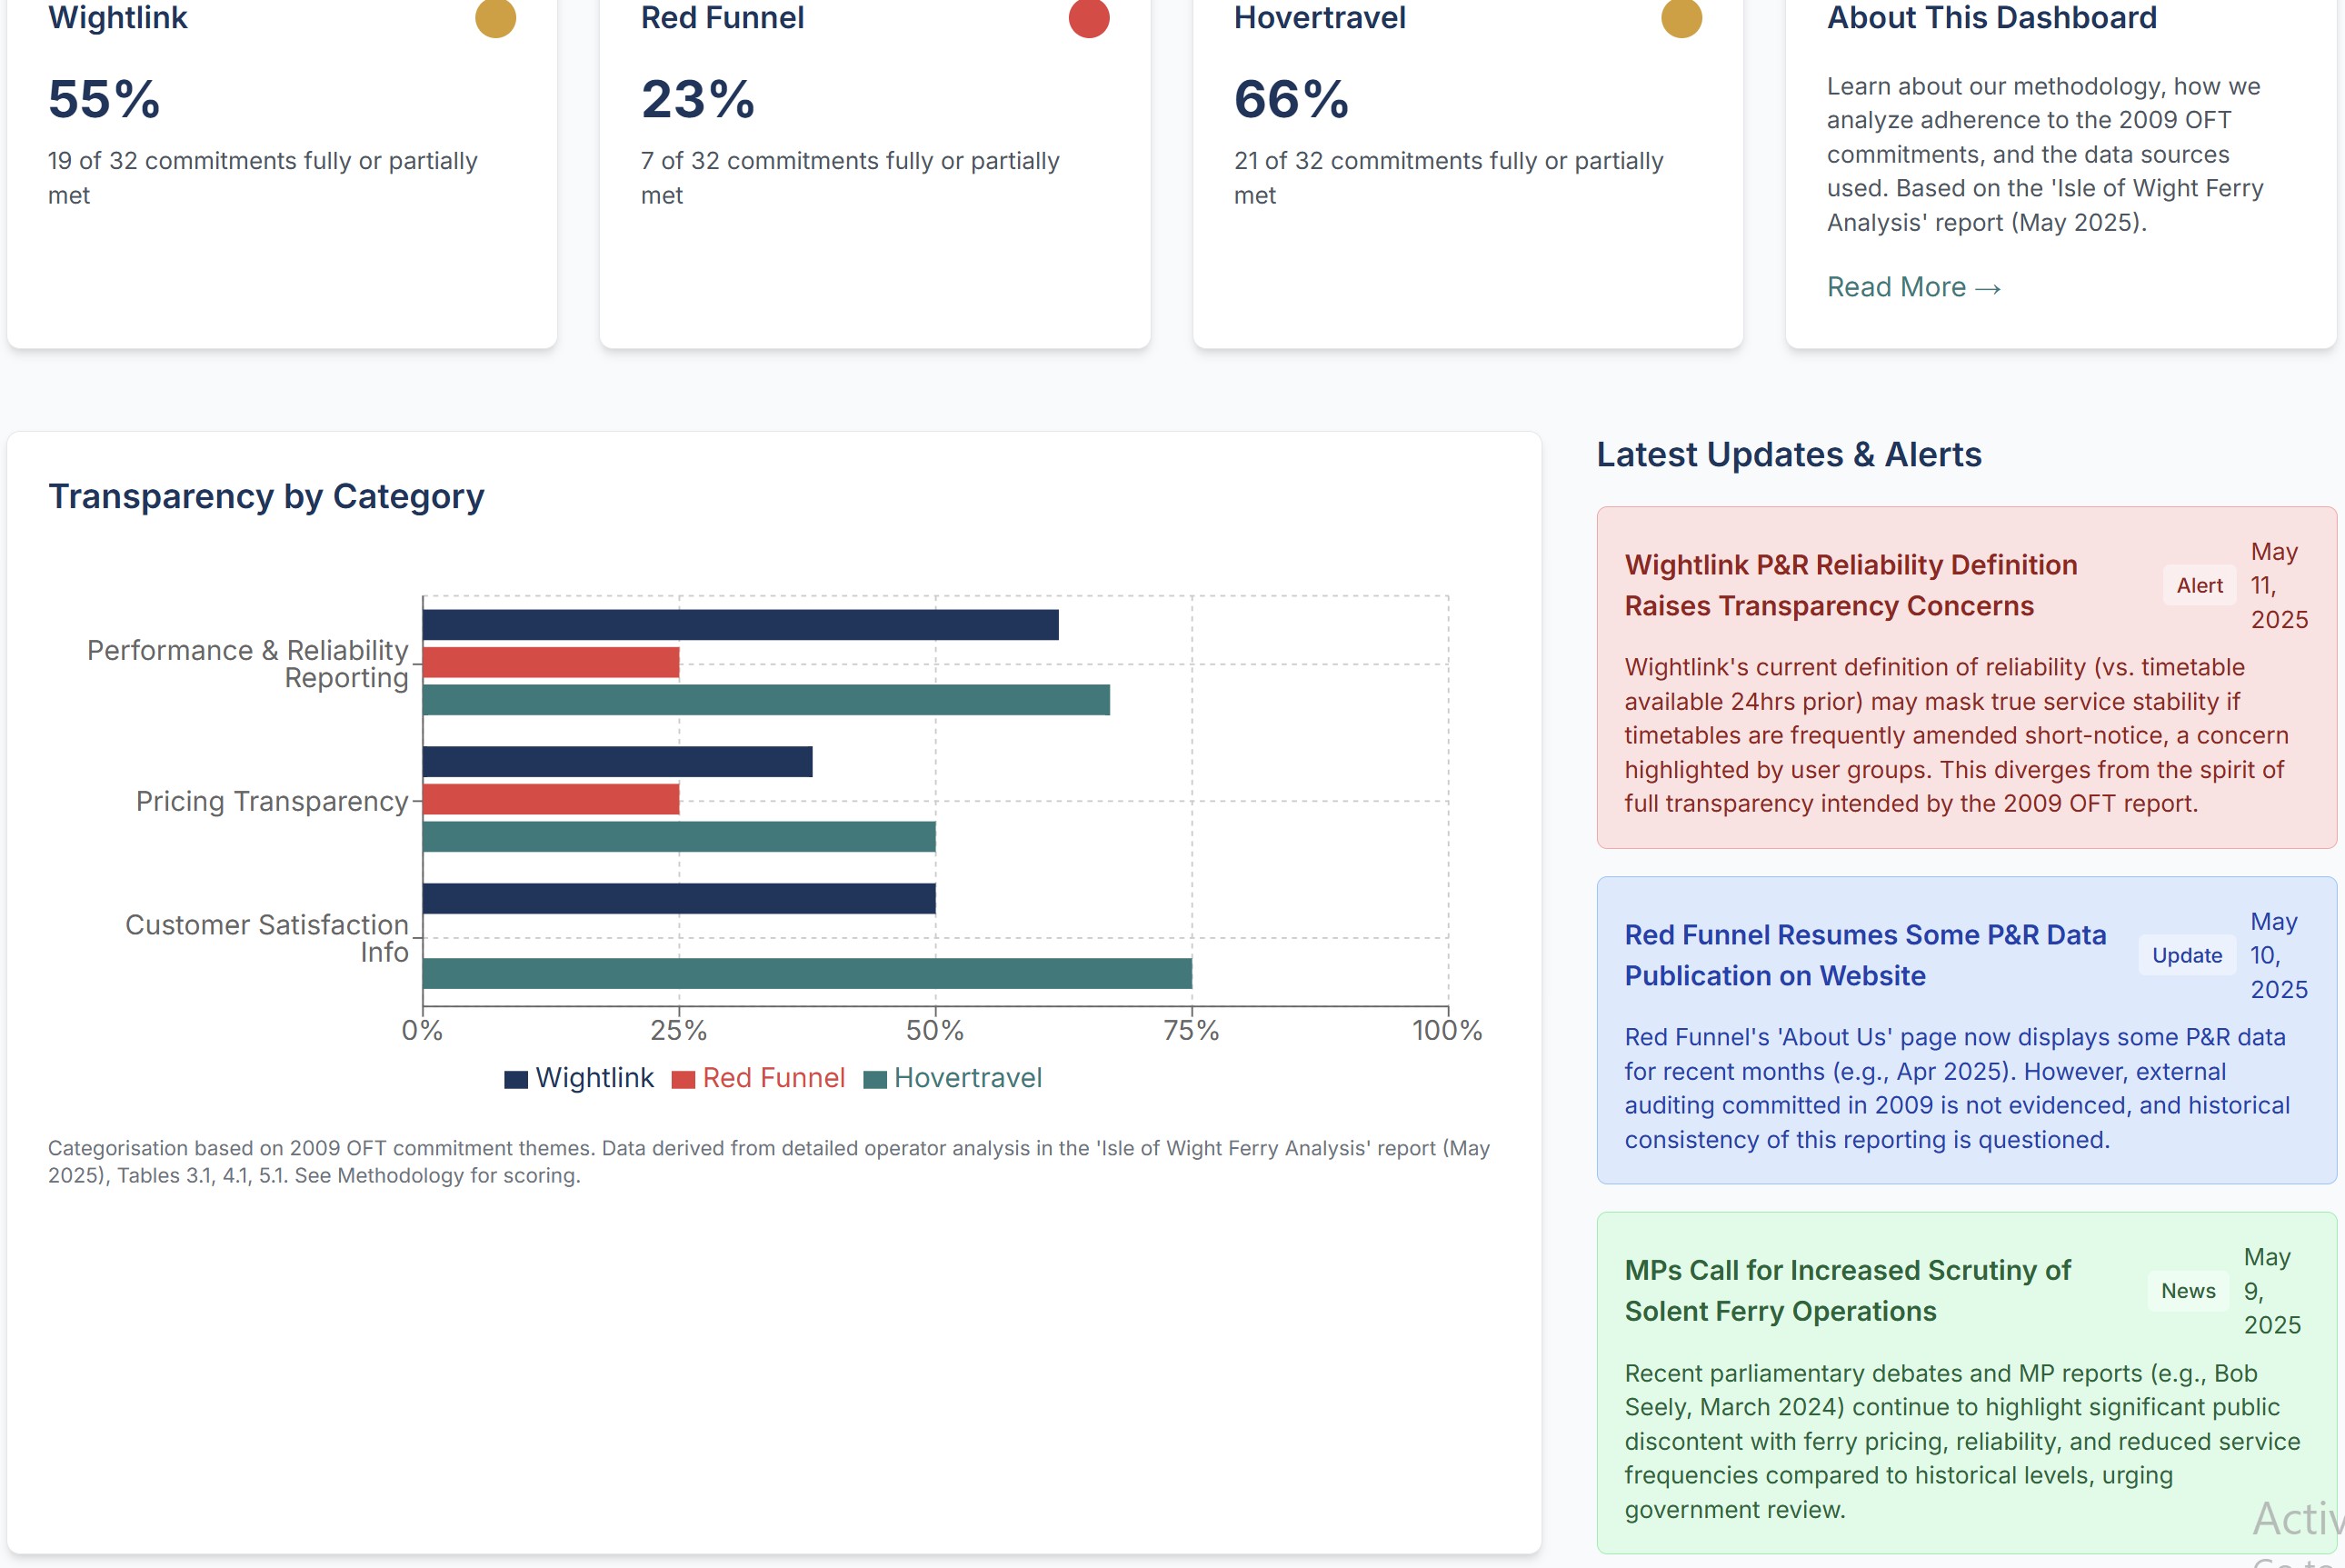 Wightlink
55%
19 of 32 commitments fully or partially
met
Red Funnel
23%
7 of 32 commitments fully or partially
met
Hovertravel
66%
21 of 32 commitments fully or partially
met
About This Dashboard
Learn about our methodology, how we
analyze adherence to the 2009 OFT
commitments, and the data sources
used. Based on the 'Isle of Wight Ferry
Analysis' report (May 2025).
Read More →
Transparency by Category
Performance & Reliability
Reporting
Pricing Transparency
Customer Satisfaction
Info
0% 25% 50% 75% 100%
Wightlink Red Funnel Hovertravel
Categorisation based on 2009 OFT commitment themes. Data derived from detailed operator analysis in the 'Isle of Wight Ferry Analysis' report (May
2025), Tables 3.1, 4.1, 5.1. See Methodology for scoring.
Latest Updates & Alerts
Wightlink P&R Reliability Definition
Raises Transparency Concerns
Alert
May
11,
2025
Wightlink's current definition of reliability (vs. timetable
available 24hrs prior) may mask true service stability if
timetables are frequently amended short-notice, a concern
highlighted by user groups. This diverges from the spirit of
full transparency intended by the 2009 OFT report.
Red Funnel Resumes Some P&R Data
Publication on Website
Update
May
10,
2025
Red Funnel's 'About Us' page now displays some P&R data
for recent months (e.g., Apr 2025). However, external
auditing committed in 2009 is not evidenced, and historical
consistency of this reporting is questioned.
MPs Call for Increased Scrutiny of
Solent Ferry Operations
News
May
9,
2025
Recent parliamentary debates and MP reports (e.g., Bob
Seely, March 2024) continue to highlight significant public
discontent with ferry pricing, reliability, and reduced service
frequencies compared to historical levels, urging
government review.